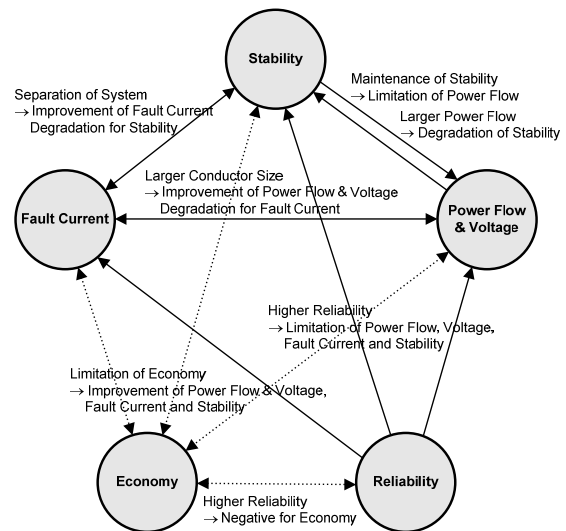 Stability
Maintenance of Stability
→ Limitation of Power Flow
Separation of System
→ Improvement of Fault Current
Degradation for Stability
Larger Power Flow
→ Degradation of Stability
Larger Conductor Size
→ Improvement of Power Flow & Voltage
Degradation for Fault Current
Fault Current
Power Flow
& Voltage
Higher Reliability
→ Limitation of Power Flow, Voltage,
Fault Current and Stability
Limitation of Economy
→ Improvement of Power Flow & Voltage,
Fault Current and Stability
Economy
Reliability
Higher Reliability
→ Negative for Economy